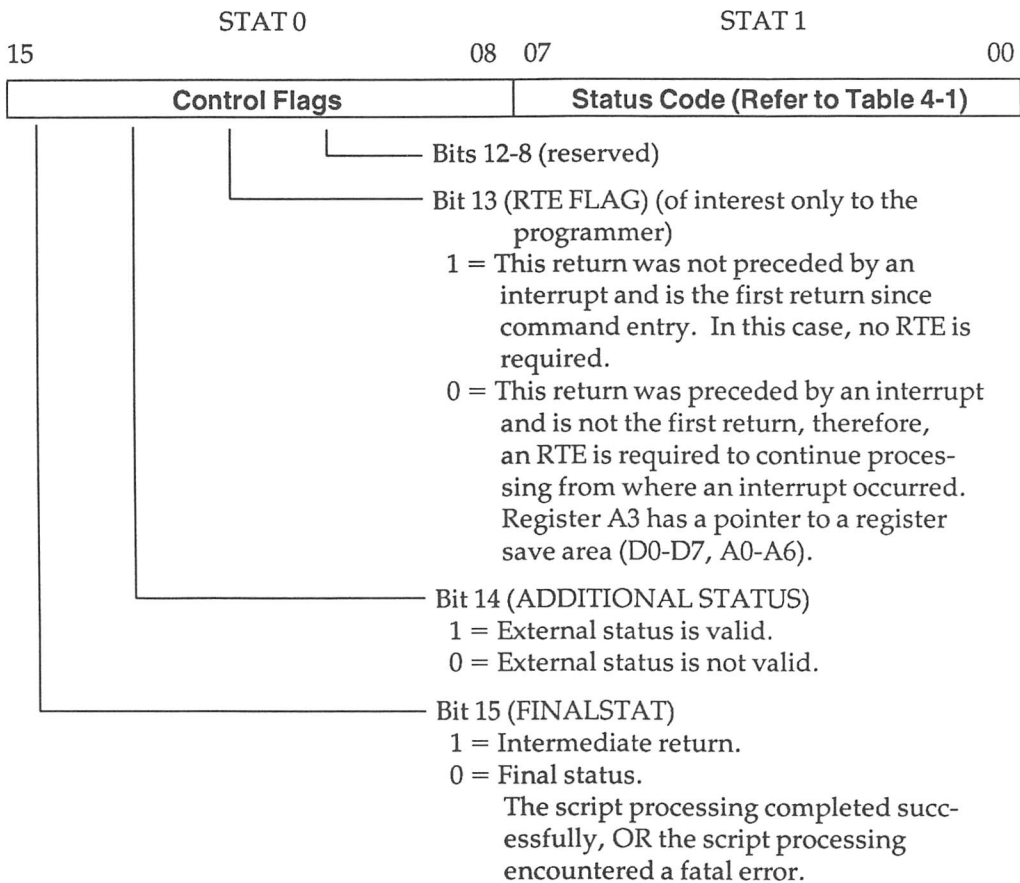 STAT 0 STAT 1
15 08 07 00
Control Flags Status Code (Refer to Table 4-1)
Bits 12-8 (reserved)
Bit 13 (RTE FLAG) (of interest only to the
programmer)
1 = This return was not preceded by an
interrupt and is the first return since
command entry. In this case, no RTE is
required.
0 = This return was preceded by an interrupt
and is not the first return, therefore,
an RTE is required to continue proces-
sing from where an interrupt occurred.
Register A3 has a pointer to a register
save area (D0-D7, A0-A6).
Bit 14 (ADDITIONAL STATUS)
1 = External status is valid.
0 = External status is not valid.
Bit 15 (FINALSTAT)
1 = Intermediate return.
0 = Final status.
The script processing completed succ-
essfully, OR the script processing
encountered a fatal error.